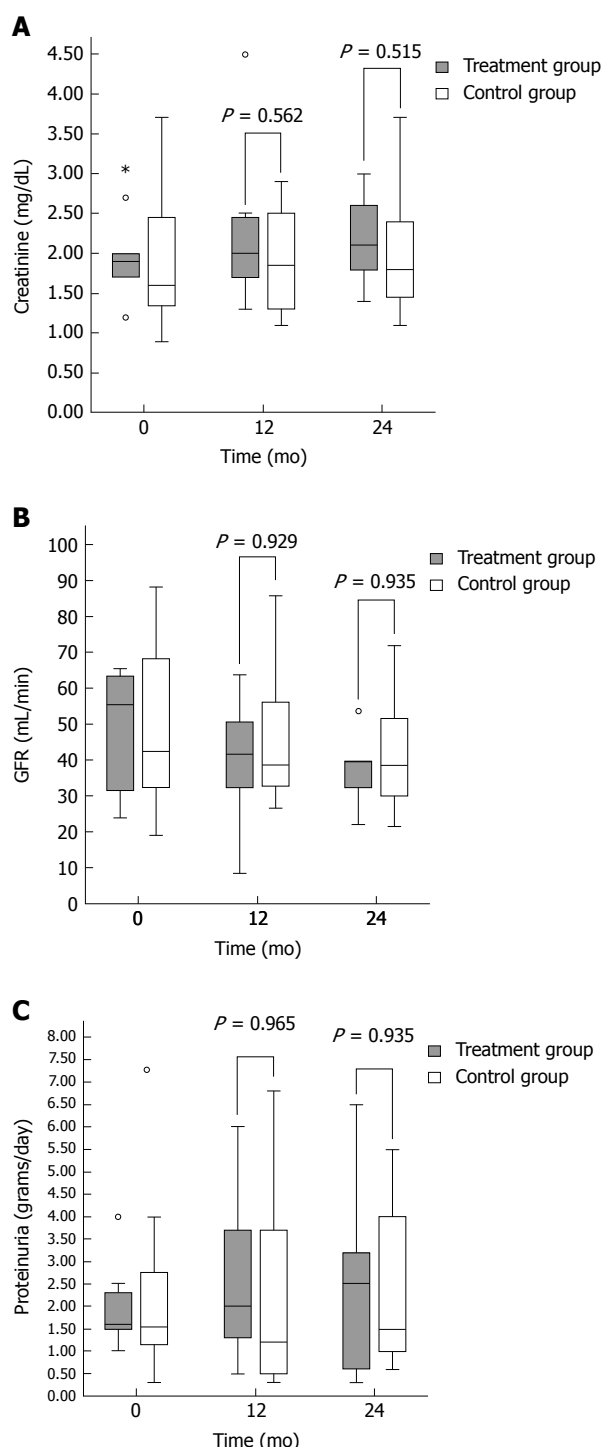 A
P = 0.515
P = 0.562
Treatment group
Control group
4.50
4.00
3.50
3.00
2.50
2.00
1.50
1.00
0.50
0.00
*
Creatinine (mg/dL)
0 12 24
Time (mo)
B
P = 0.929
P = 0.935
Treatment group
Control group
100
90
80
70
60
50
40
30
20
10
0
GFR (mL/min)
0 12 24
Time (mo)
C
P = 0.965
P = 0.935
Treatment group
Control group
8.00
7.50
7.00
6.50
6.00
5.50
5.00
4.50
4.00
3.50
3.00
2.50
2.00
1.50
1.00
0.50
0.00
Proteinuria (grams/day)
0 12 24
Time (mo)